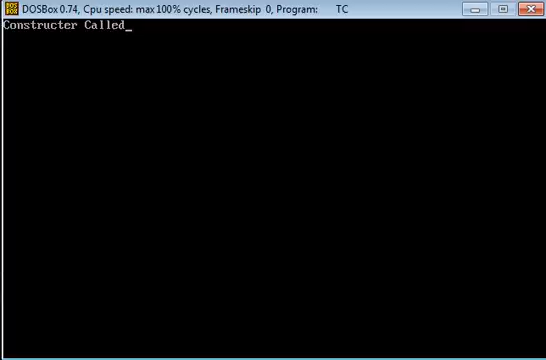 DOSBox 0.74, Cpu speed: max 100% cycles, Frameskip 0, Program: TC
Constructer Called_